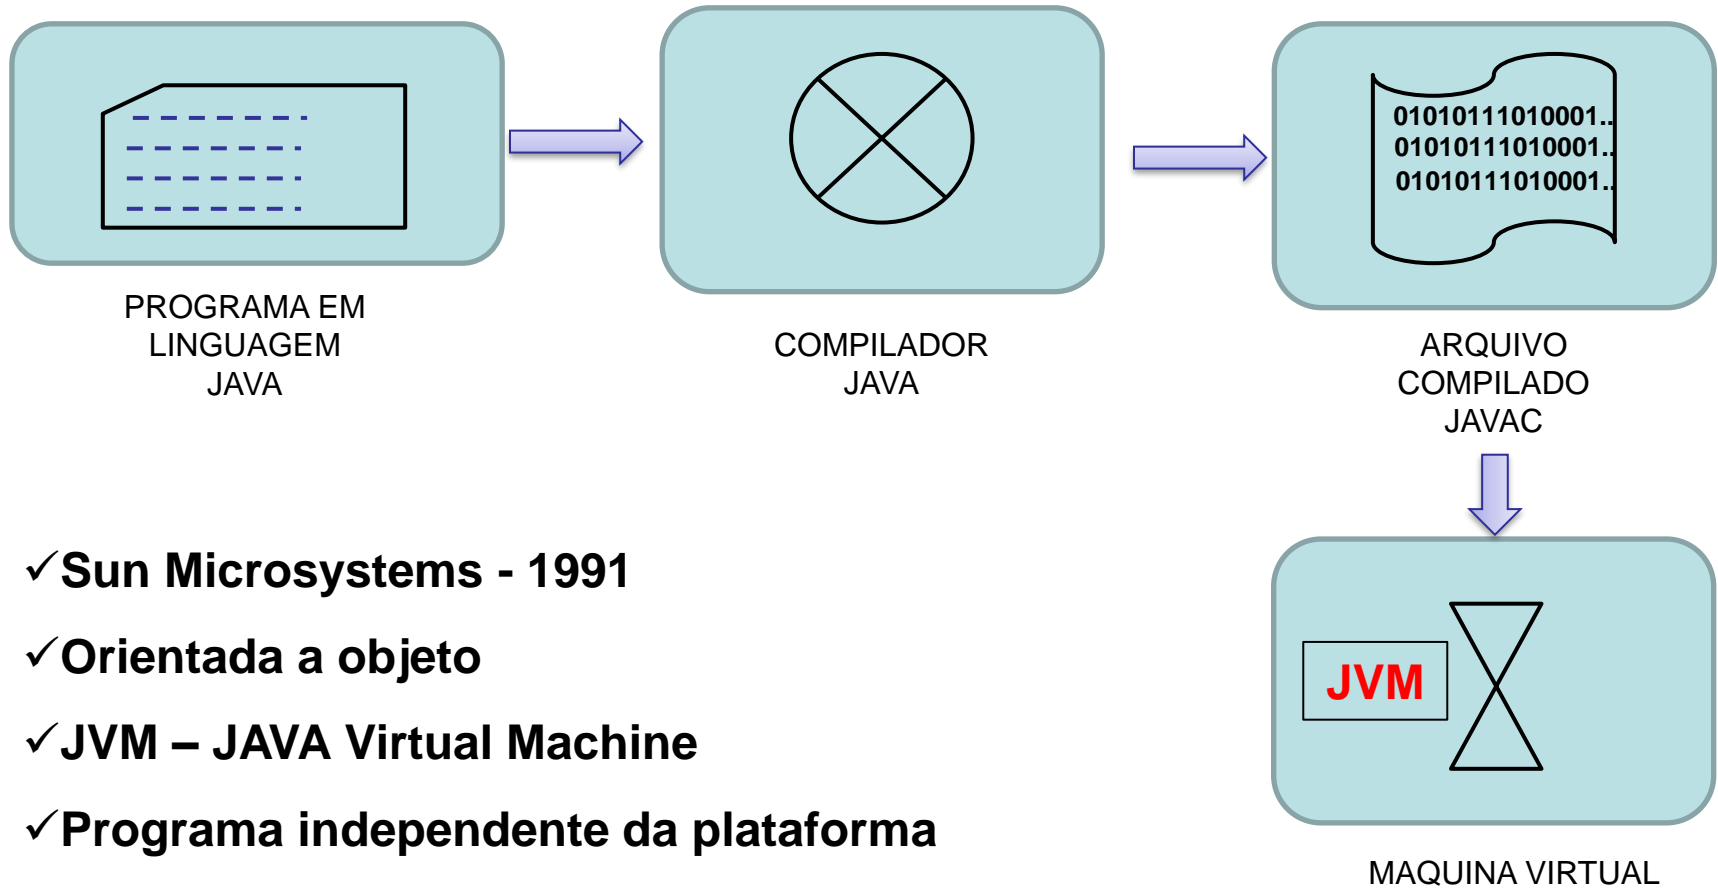 01010111010001..
01010111010001..
01010111010001..
PROGRAMA EM
LINGUAGEM
JAVA
COMPILADOR
JAVA
ARQUIVO
COMPILADO
JAVAC
✓Sun Microsystems - 1991
✓Orientada a objeto
✓JVM – JAVA Virtual Machine
✓Programa independente da plataforma
JVM
MAQUINA VIRTUAL